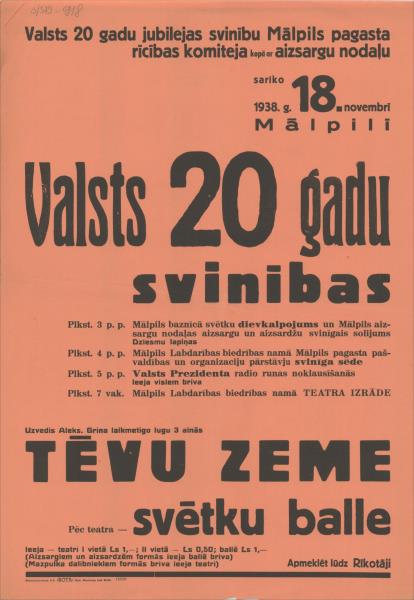 Valsts 20 gadu jubilejas svinību Mālpils pagasta
rīcības komiteja kopē ar aizsargu nodaļu
sarīko
1938. g. 18. novembrī
Mālpilī
Valsts 20 gadu
svinības
Plkst. 3 p. p. Mālpils baznīcā svētku dievkalpojums un Mālpils aiz-
sargu nodaļas aizsargu un aizsardžu svinīgais solījums
Dziesmu lapiņas
Plkst. 4 p. p. Mālpils Labdarības biedrības namā Mālpils pagasta paš-
valdības un organizaciju pārstāvju svinīga sēde
Plkst. 5 p. p. Valsts Prezidenta radio runas noklausīšanās
Ieeja visiem brīva
Plkst. 7 vak. Mālpils Labdarības biedrības namā TEATRA IZRĀDE
Uzvedīs Aleks. Grīna laikmetīgo lugu 3 ainās
TĒVU ZEME
Pēc teatra — svētku balle
Ieeja — teatrī I vietā Ls 1,—; II vietā — Ls 0,50; ballē Ls 1,—
(Aizsargiem un aizsardzēm formās ieeja ballē brīva)
(Mazpulka dalībniekiem formās brīva ieeja teatrī)
Apmeklēt lūdz Rīkotāji